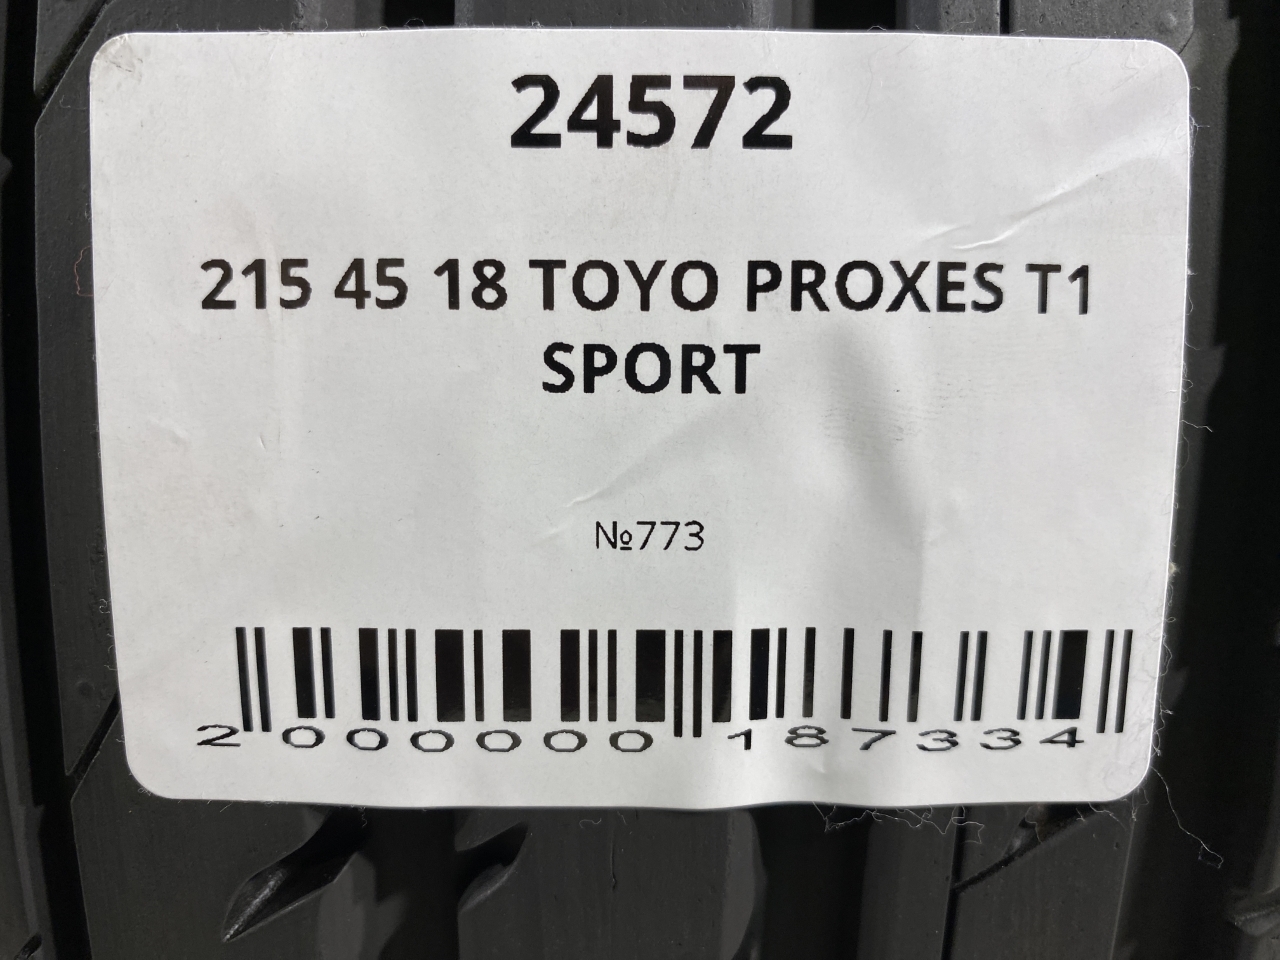 24572
215 45 18 TOYO PROXES T1
SPORT
№773
2 000000 187334